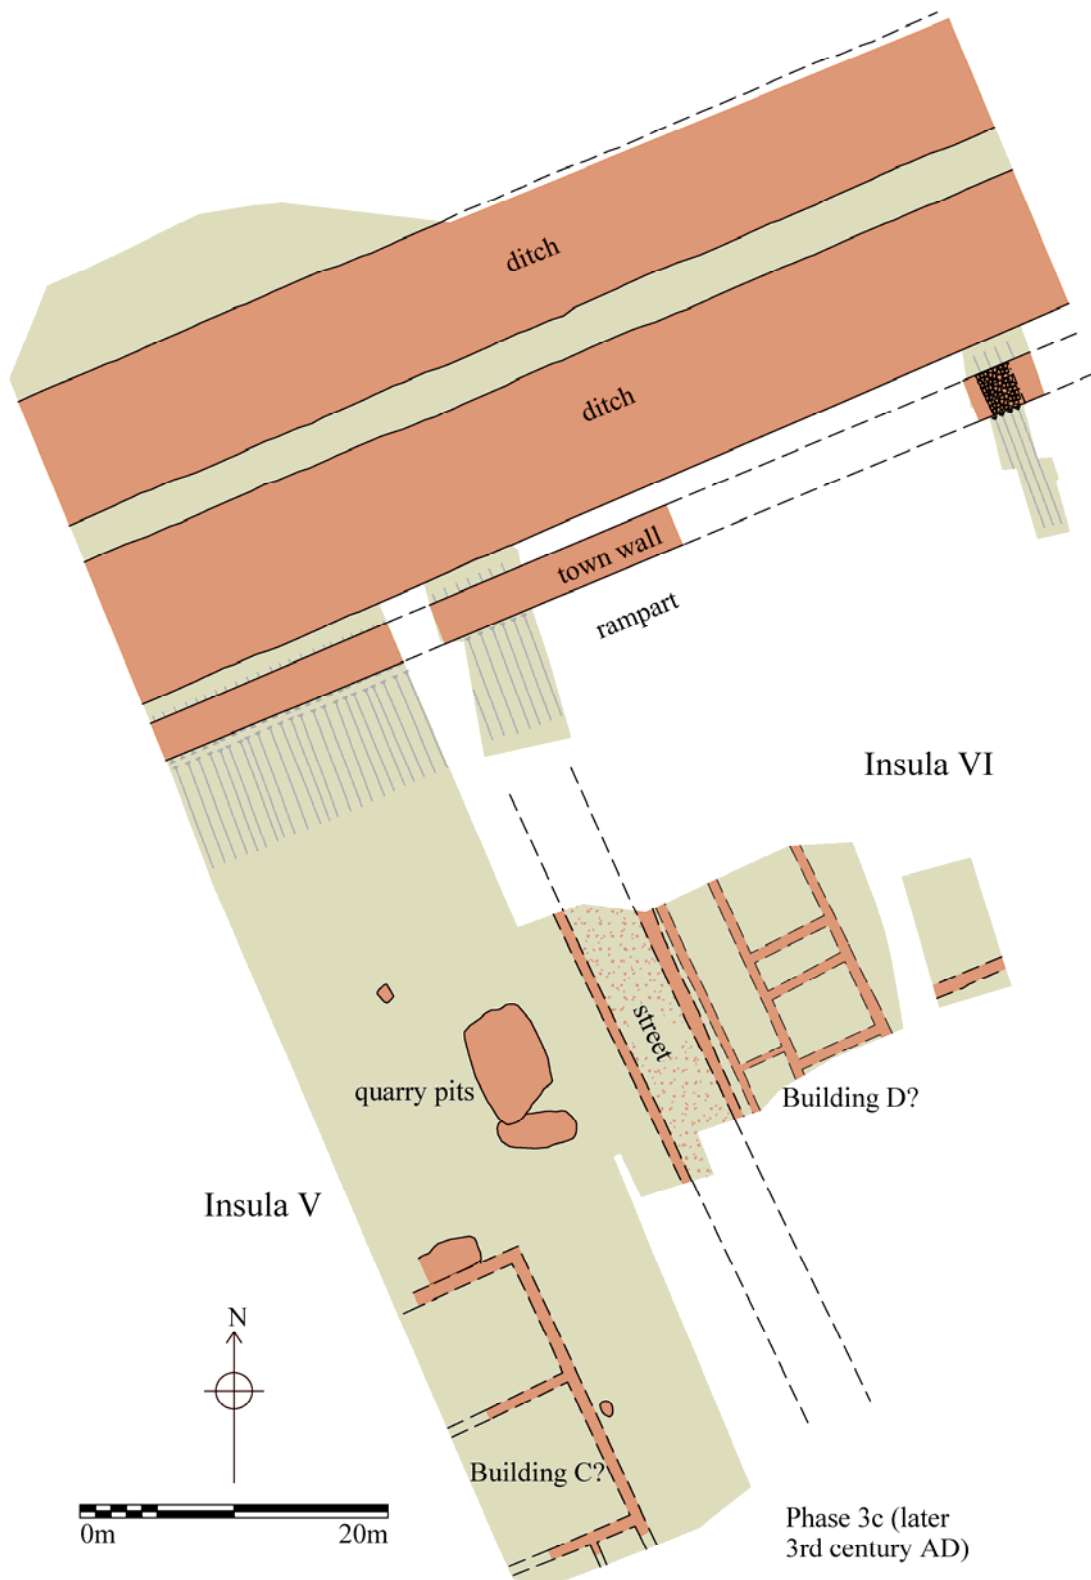 ditch
ditch
town wall
rampart
Insula VI
street
quarry pits
Building D?
Insula V
N
Building C?
0m 20m
Phase 3c (later
3rd century AD)